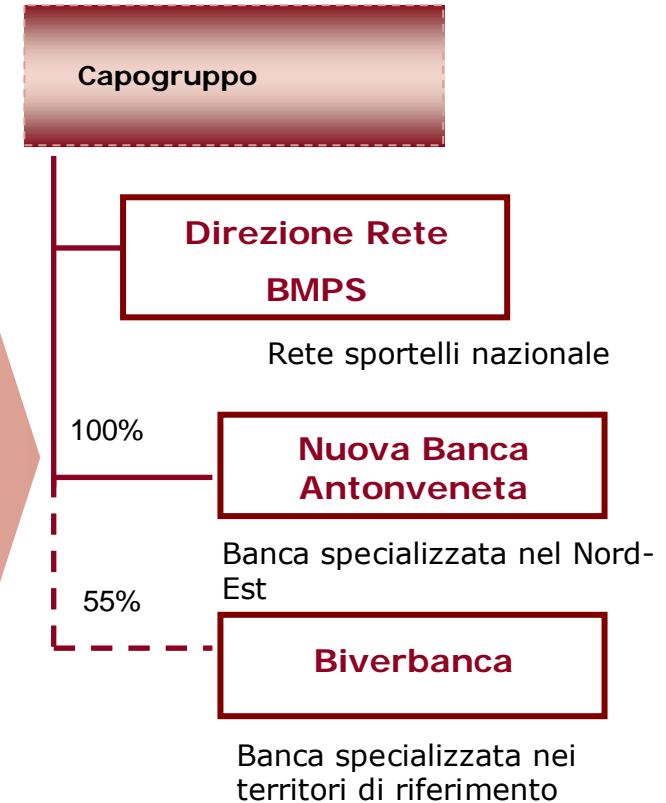 Capogruppo
Direzione Rete
BMPS
Rete sportelli nazionale
100%
Nuova Banca
Antonveneta
Banca specializzata nel Nord-
Est
55%
Biverbanca
Banca specializzata nei
territori di riferimento